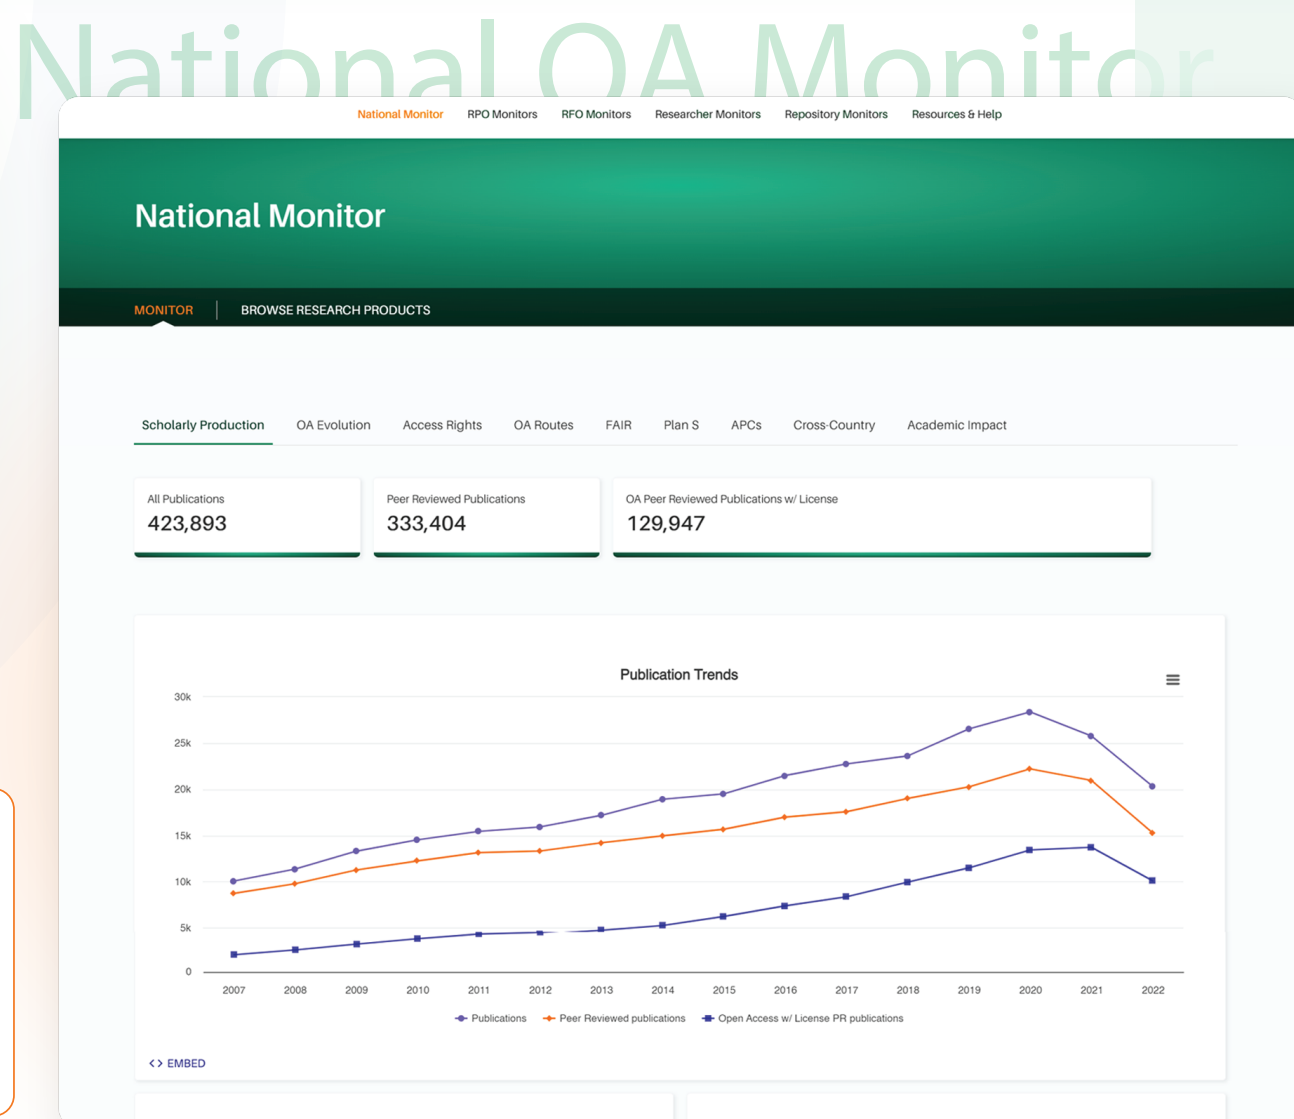 National OA Monitor
National Monitor RPO Monitors RFO Monitors Researcher Monitors Repository Monitors Resources & Help
National Monitor
MONITOR BROWSE RESEARCH PRODUCTS
Scholarly Production OA Evolution Access Rights OA Routes FAIR Plan S APCs Cross-Country Academic Impact
All Publications Peer Reviewed Publications OA Peer Reviewed Publications w/ License
423,893 333,404 129,947
Publication Trends
30k
25k
20k
15k
10k
5k
0
2007 2008 2009 2010 2011 2012 2013 2014 2015 2016 2017 2018 2019 2020 2021 2022
Publications Peer Reviewed publications Open Access w/ License PR publications
<> EMBED